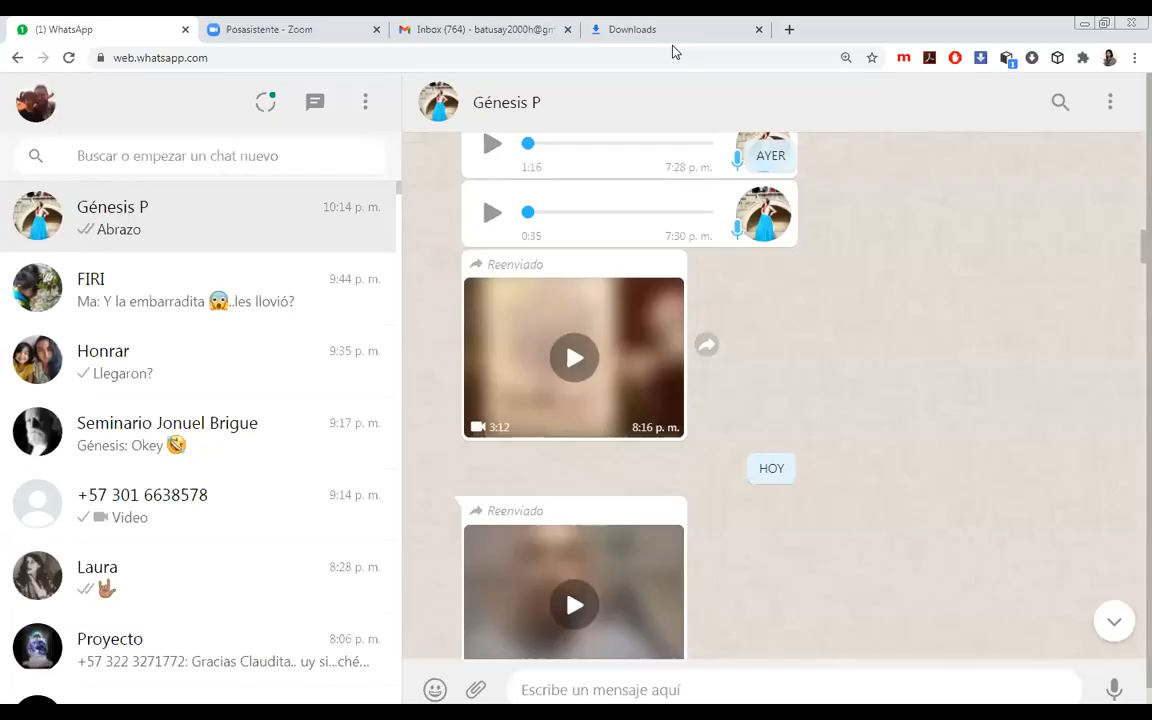 (1) WhatsApp
Posasistente - Zoom
Inbox (764) - batusay2000h@gm
Downloads
web.whatsapp.com
1
Génesis P
Buscar o empezar un chat nuevo
1:16 7:28 p. m.
AYER
Génesis P 10:14 p. m.
Abrazo
0:35 7:30 p. m.
Reenviado
FIRI 9:44 p. m.
Ma: Y la embarradita 😱..les llovió?
Honrar 9:35 p. m.
Llegaron?
3:12 8:16 p. m.
Seminario Jonuel Brigue 9:17 p. m.
Génesis: Okey 🤣
HOY
+57 301 6638578 9:14 p. m.
Video
Reenviado
Laura 8:28 p. m.
🤘🏽
Proyecto 8:06 p. m.
+57 322 3271772: Gracias Claudita.. uy si...ché...
Escribe un mensaje aquí